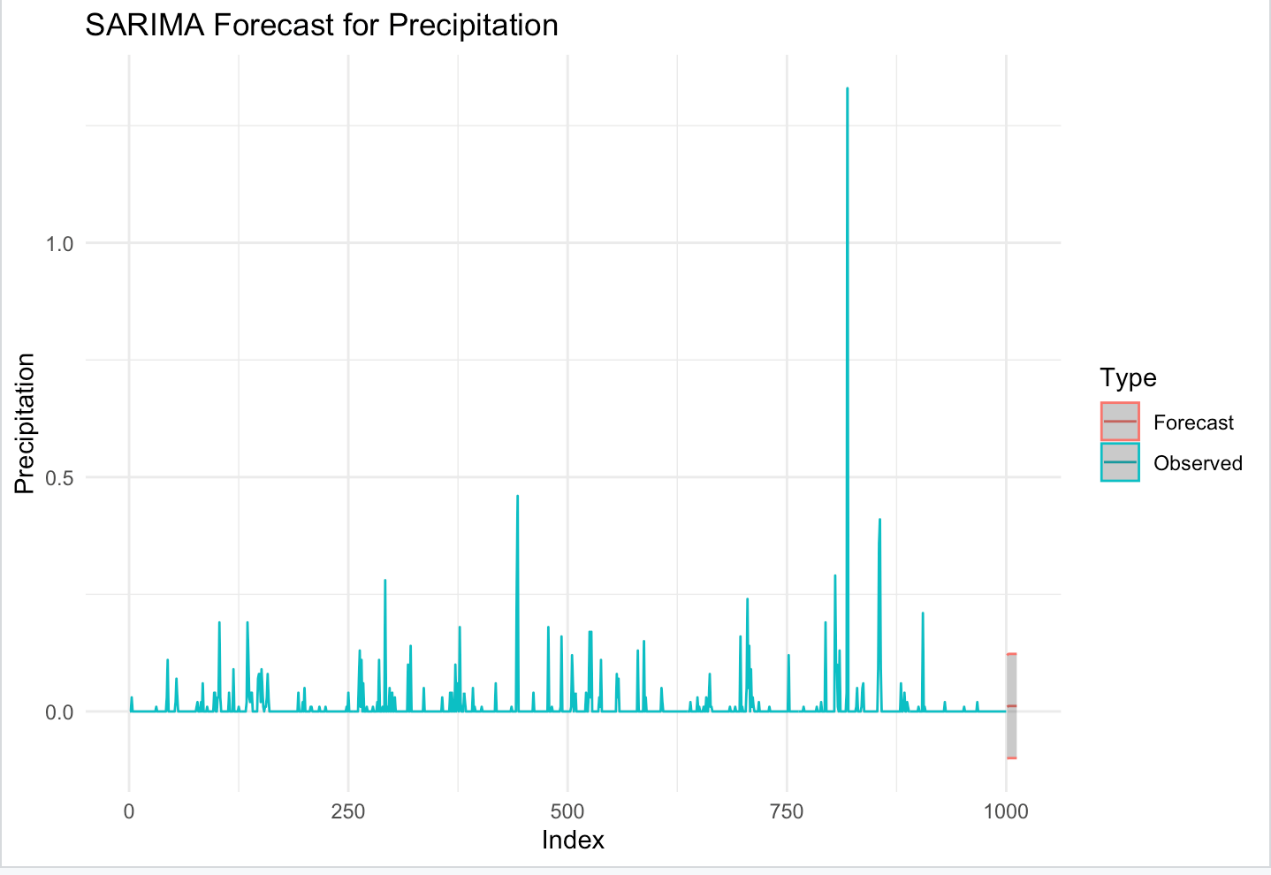 SARIMA Forecast for Precipitation
1.0
0.5
0.0
Precipitation
0 250 500 750 1000
Index
Type
Forecast
Observed